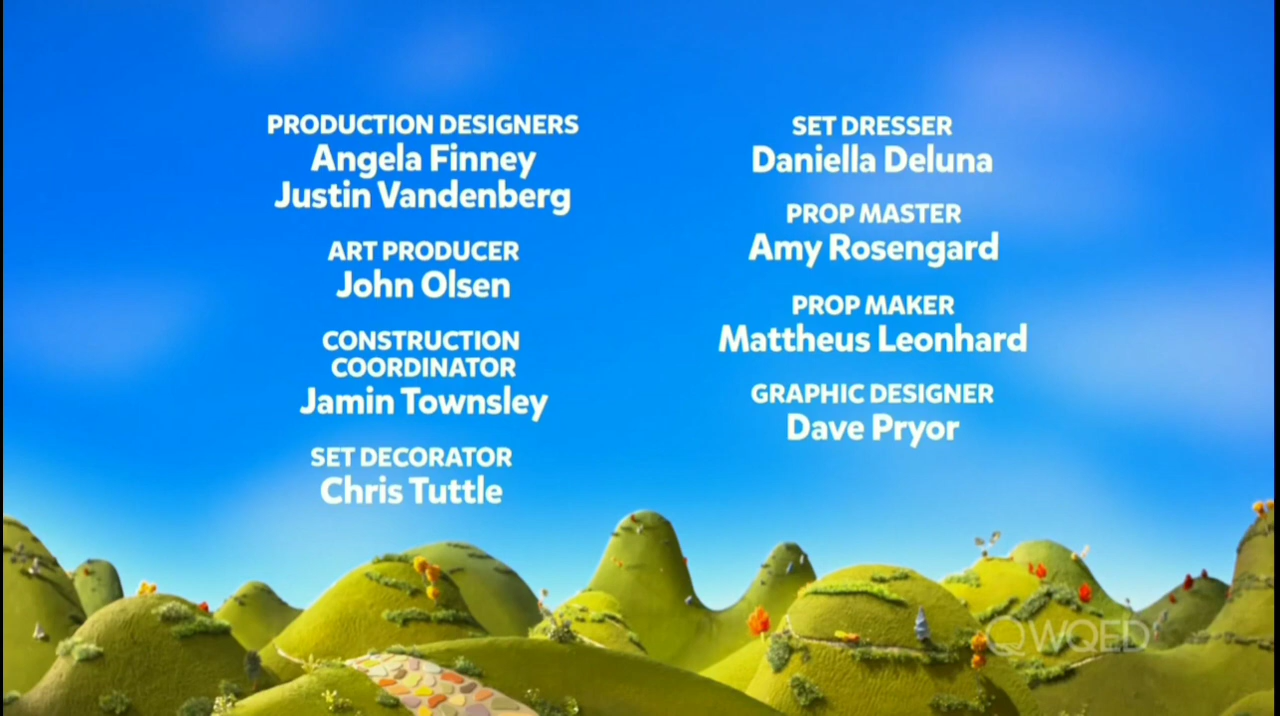 PRODUCTION DESIGNERS
Angela Finney
Justin Vandenberg
ART PRODUCER
John Olsen
CONSTRUCTION
COORDINATOR
Jamin Townsley
SET DECORATOR
Chris Tuttle
SET DRESSER
Daniella Deluna
PROP MASTER
Amy Rosengard
PROP MAKER
Mattheus Leonhard
GRAPHIC DESIGNER
Dave Pryor
WQED